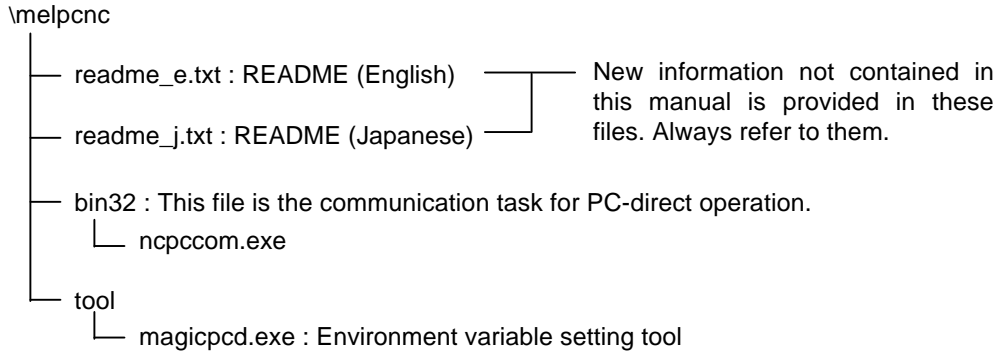 \melpcnc
readme_e.txt : README (English)
New information not contained in
this manual is provided in these
files. Always refer to them.
readme_j.txt : README (Japanese)
bin32 : This file is the communication task for PC-direct operation.
ncpccom.exe
tool
magicpcd.exe : Environment variable setting tool